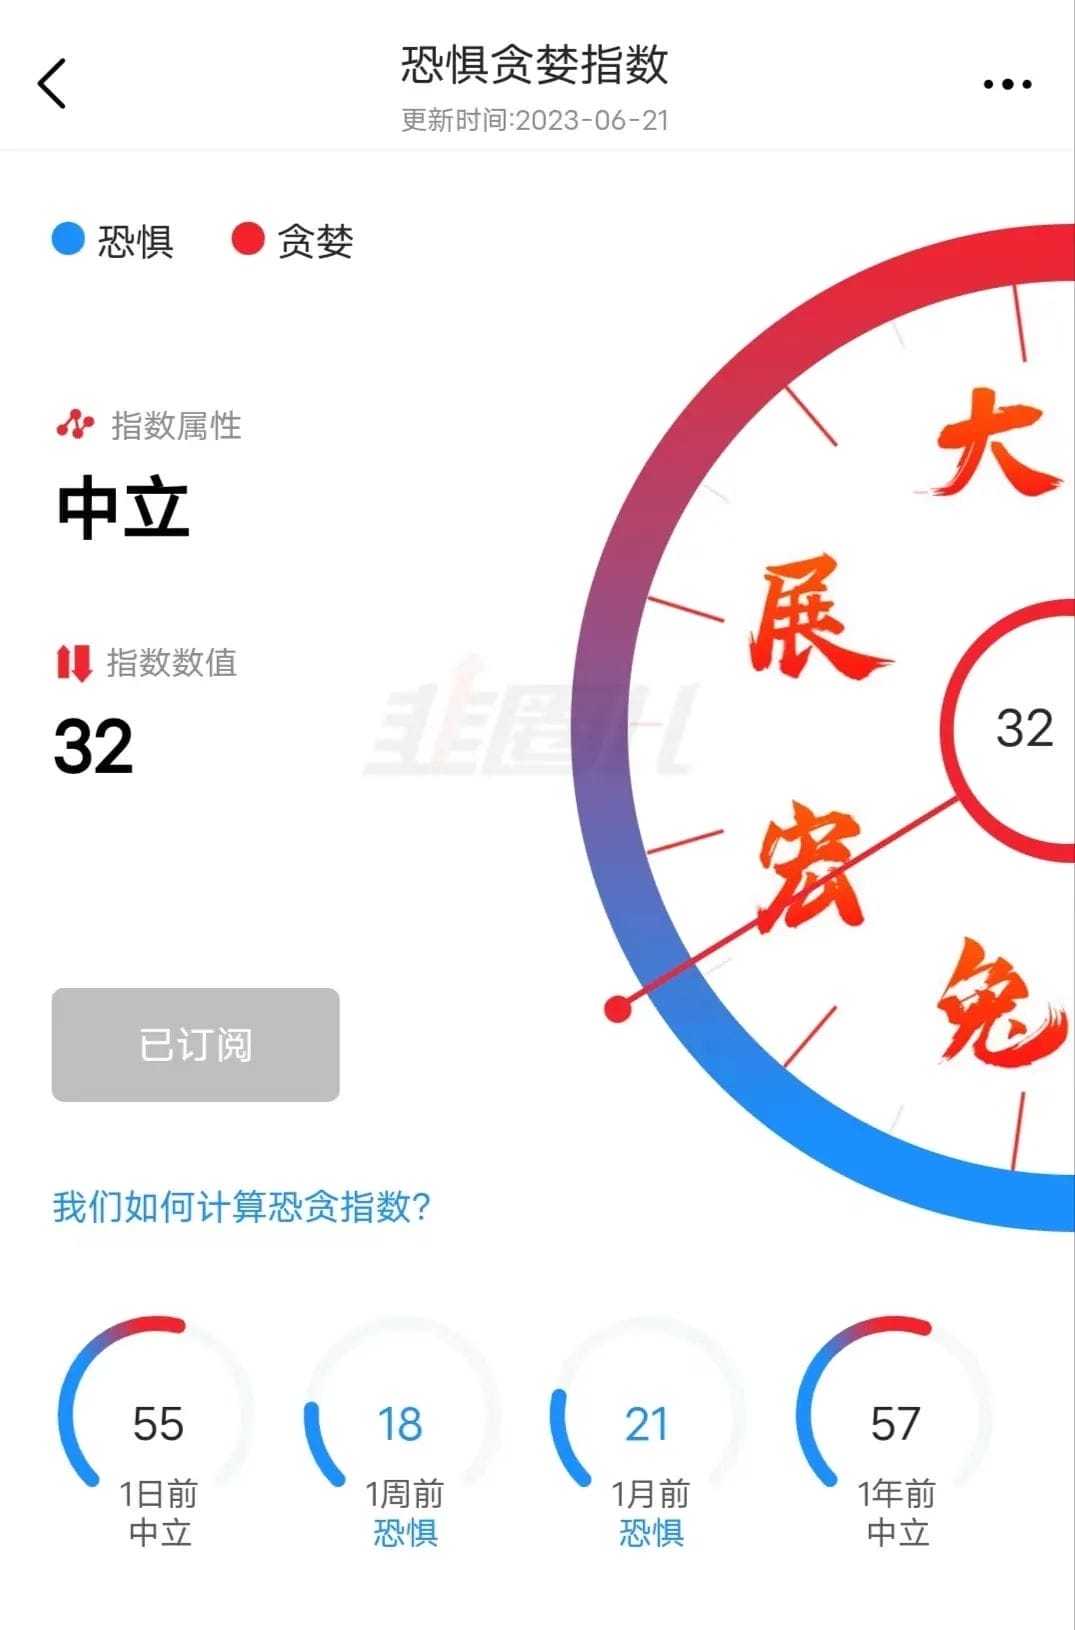 恐惧贪婪指数
更新时间:2023-06-21
恐惧 贪婪
指数属性
中立
指数数值
32
大
展
宏
兔
32
韭圈儿
已订阅
我们如何计算恐贪指数?
55 18 21 57
1日前 1周前 1月前 1年前
中立 恐惧 恐惧 中立